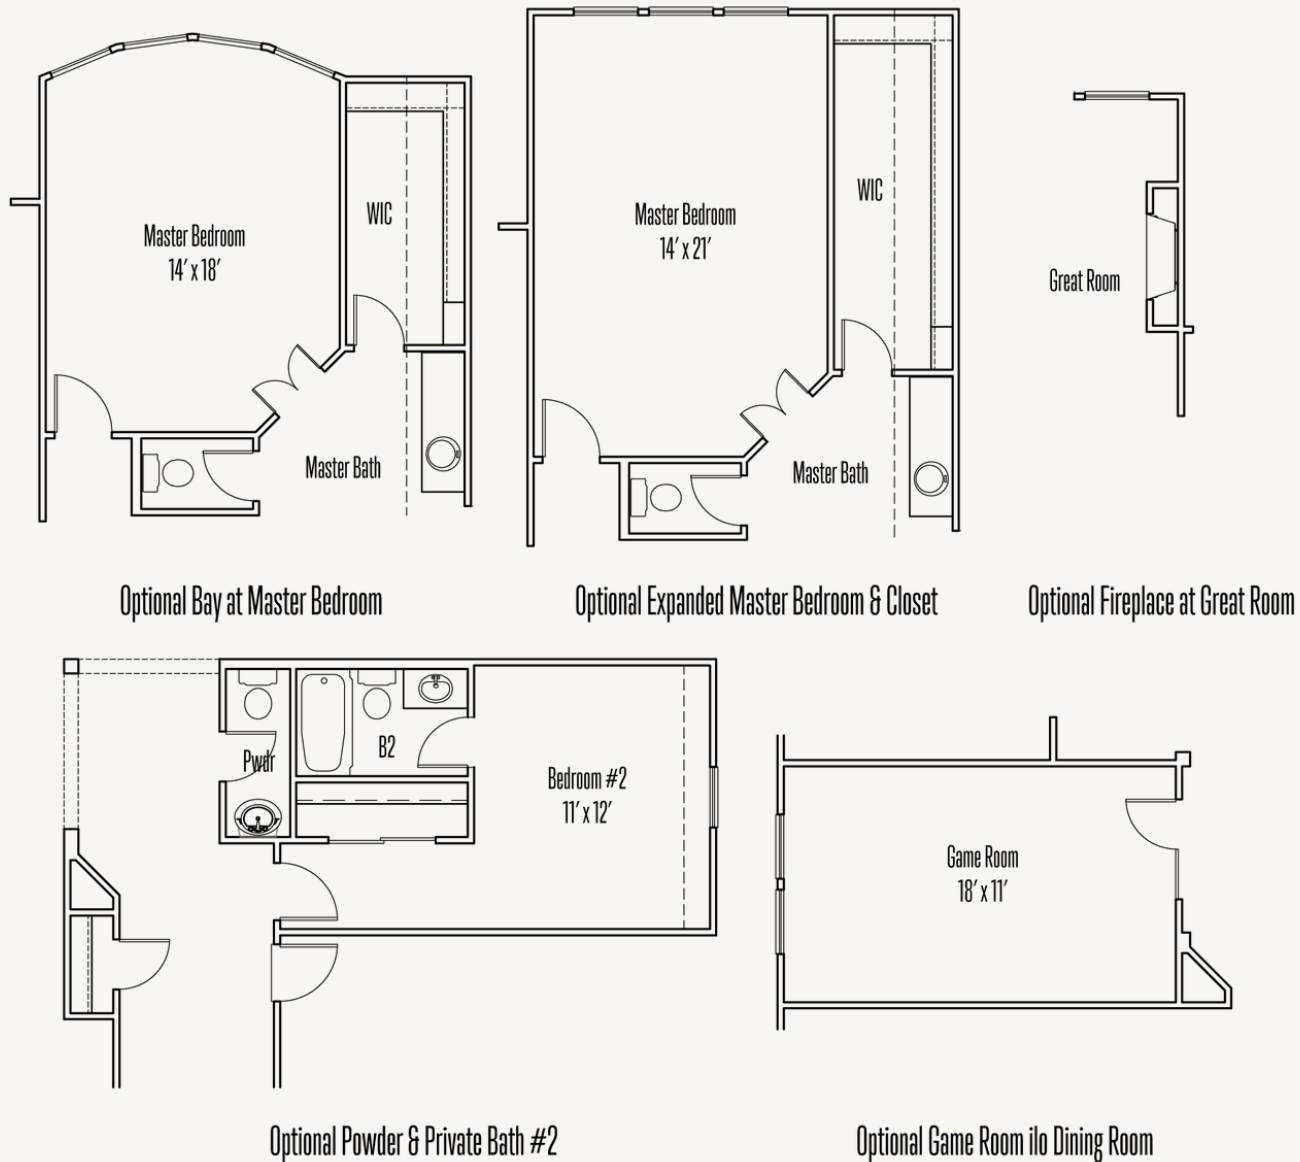 Master Bedroom
14' x 18'
WIC
Master Bath
Optional Bay at Master Bedroom
Master Bedroom
14' x 21'
WIC
Master Bath
Optional Expanded Master Bedroom & Closet
Great Room
Optional Fireplace at Great Room
Pwdr
B2
Bedroom #2
11' x 12'
Optional Powder & Private Bath #2
Game Room
18' x 11'
Optional Game Room ilo Dining Room